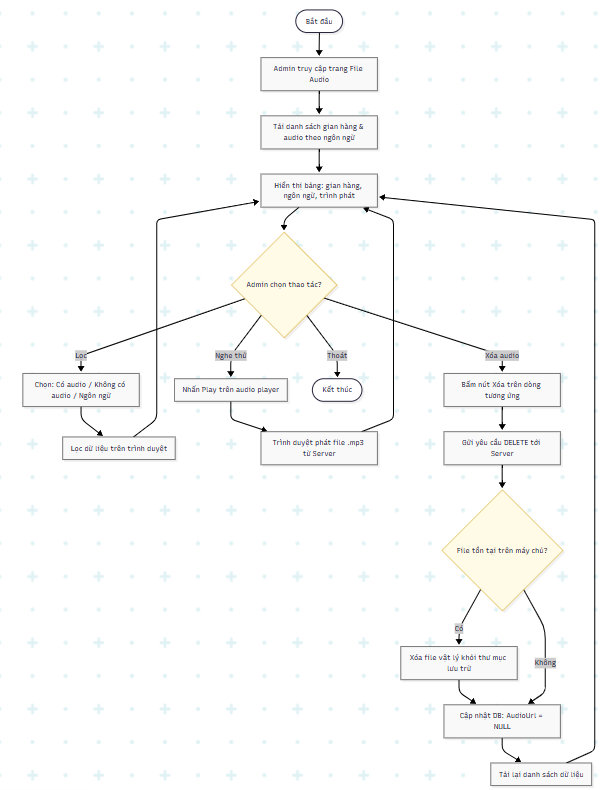 Bắt đầu
Admin truy cập trang File
Audio
Tải danh sách gian hàng &
audio theo ngôn ngữ
Hiển thị bảng: gian hàng,
ngôn ngữ, trình phát
Admin chọn thao tác?
Lọc
Nghe thử
Thoát
Xóa audio
Chọn: Có audio / Không có
audio / Ngôn ngữ
Nhấn Play trên audio player
Kết thúc
Bấm nút Xóa trên dòng
tương ứng
Lọc dữ liệu trên trình duyệt
Trình duyệt phát file .mp3
từ Server
Gửi yêu cầu DELETE tới
Server
File tồn tại trên máy chủ?
Có
Không
Xóa file vật lý khỏi thư mục
lưu trữ
Cập nhật DB: AudioUrl =
NULL
Tải lại danh sách dữ liệu